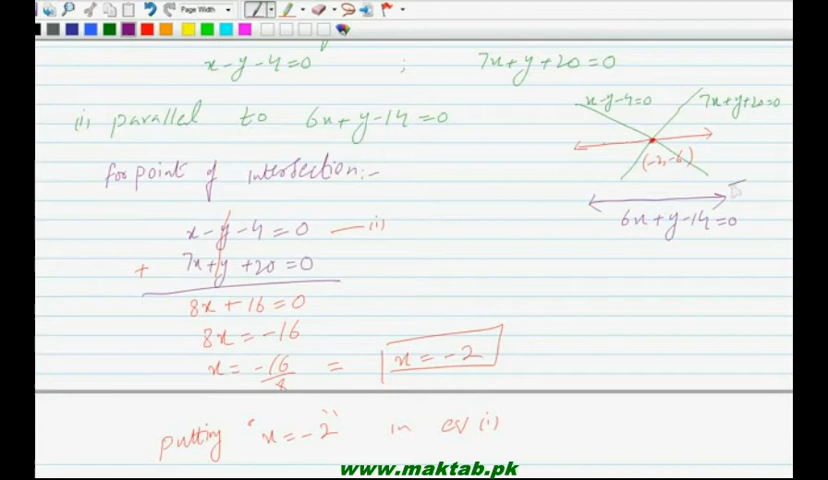 Page Width
x-y-4=0 ; 7x+y+20=0
(i) parallel to 6x+y-14=0
for point of intersection:-
x-y-4=0 —(i)
+ 7x+y+20=0
8x+16=0
8x=-16
x=-16/8 = x=-2
putting "x=-2" in eq (i)
x-y-4=0
7x+y+20=0
(-2,-6)
6x+y-14=0
www.maktab.pk